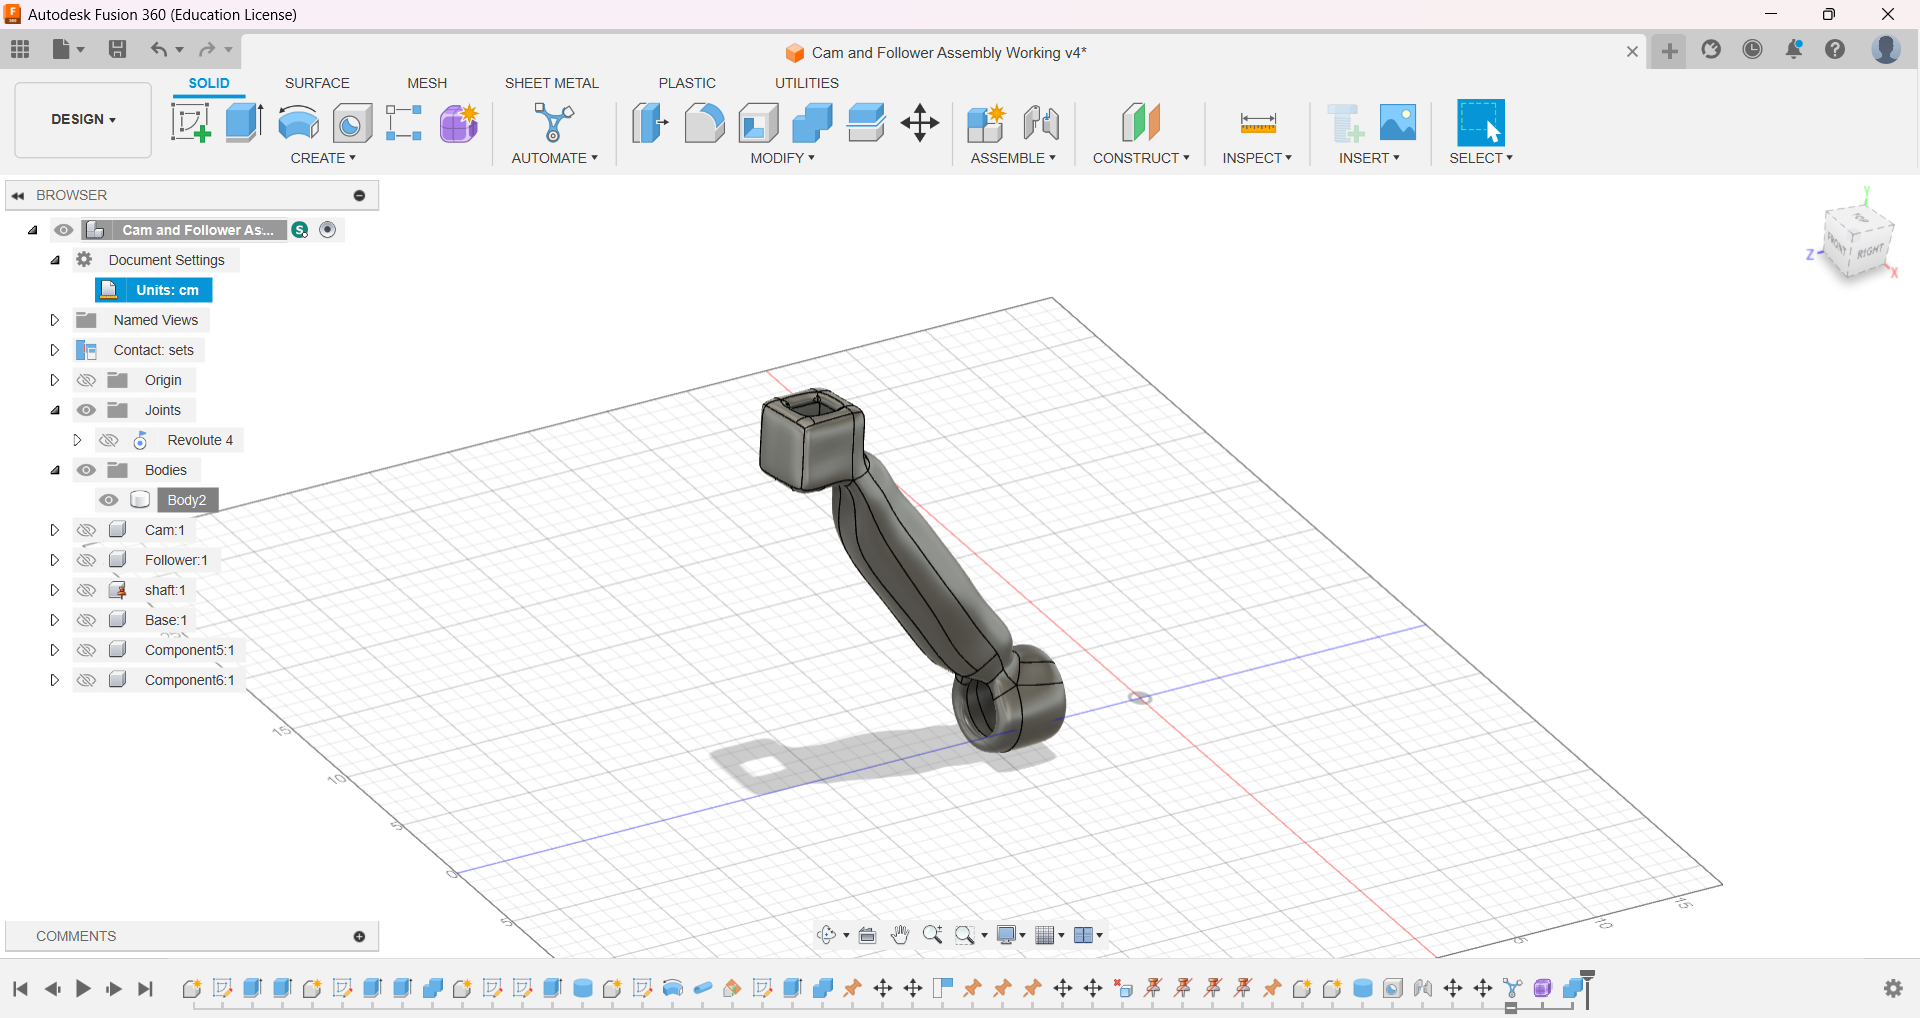 Autodesk Fusion 360 (Education License)
Cam and Follower Assembly Working v4*
DESIGN
SOLID
SURFACE
MESH
SHEET METAL
PLASTIC
UTILITIES
CREATE
AUTOMATE
MODIFY
ASSEMBLE
CONSTRUCT
INSPECT
INSERT
SELECT
BROWSER
Cam and Follower As...
S
Document Settings
Units: cm
Named Views
Contact: sets
Origin
Joints
Revolute 4
Bodies
Body2
Cam:1
Follower:1
shaft:1
Base:1
Component5:1
Component6:1
Y
TOP
FRONT
RIGHT
Z
X
15
10
5
0
5
5
10
15
COMMENTS